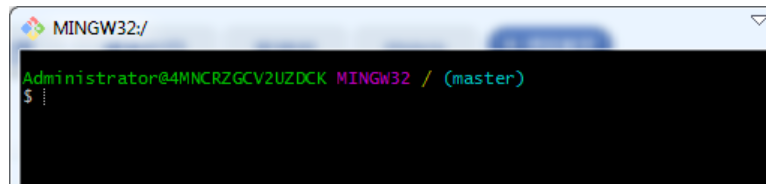 MINGW32:/
Administrator@4MNCRZGCV2UZDCK MINGW32 / (master)
$